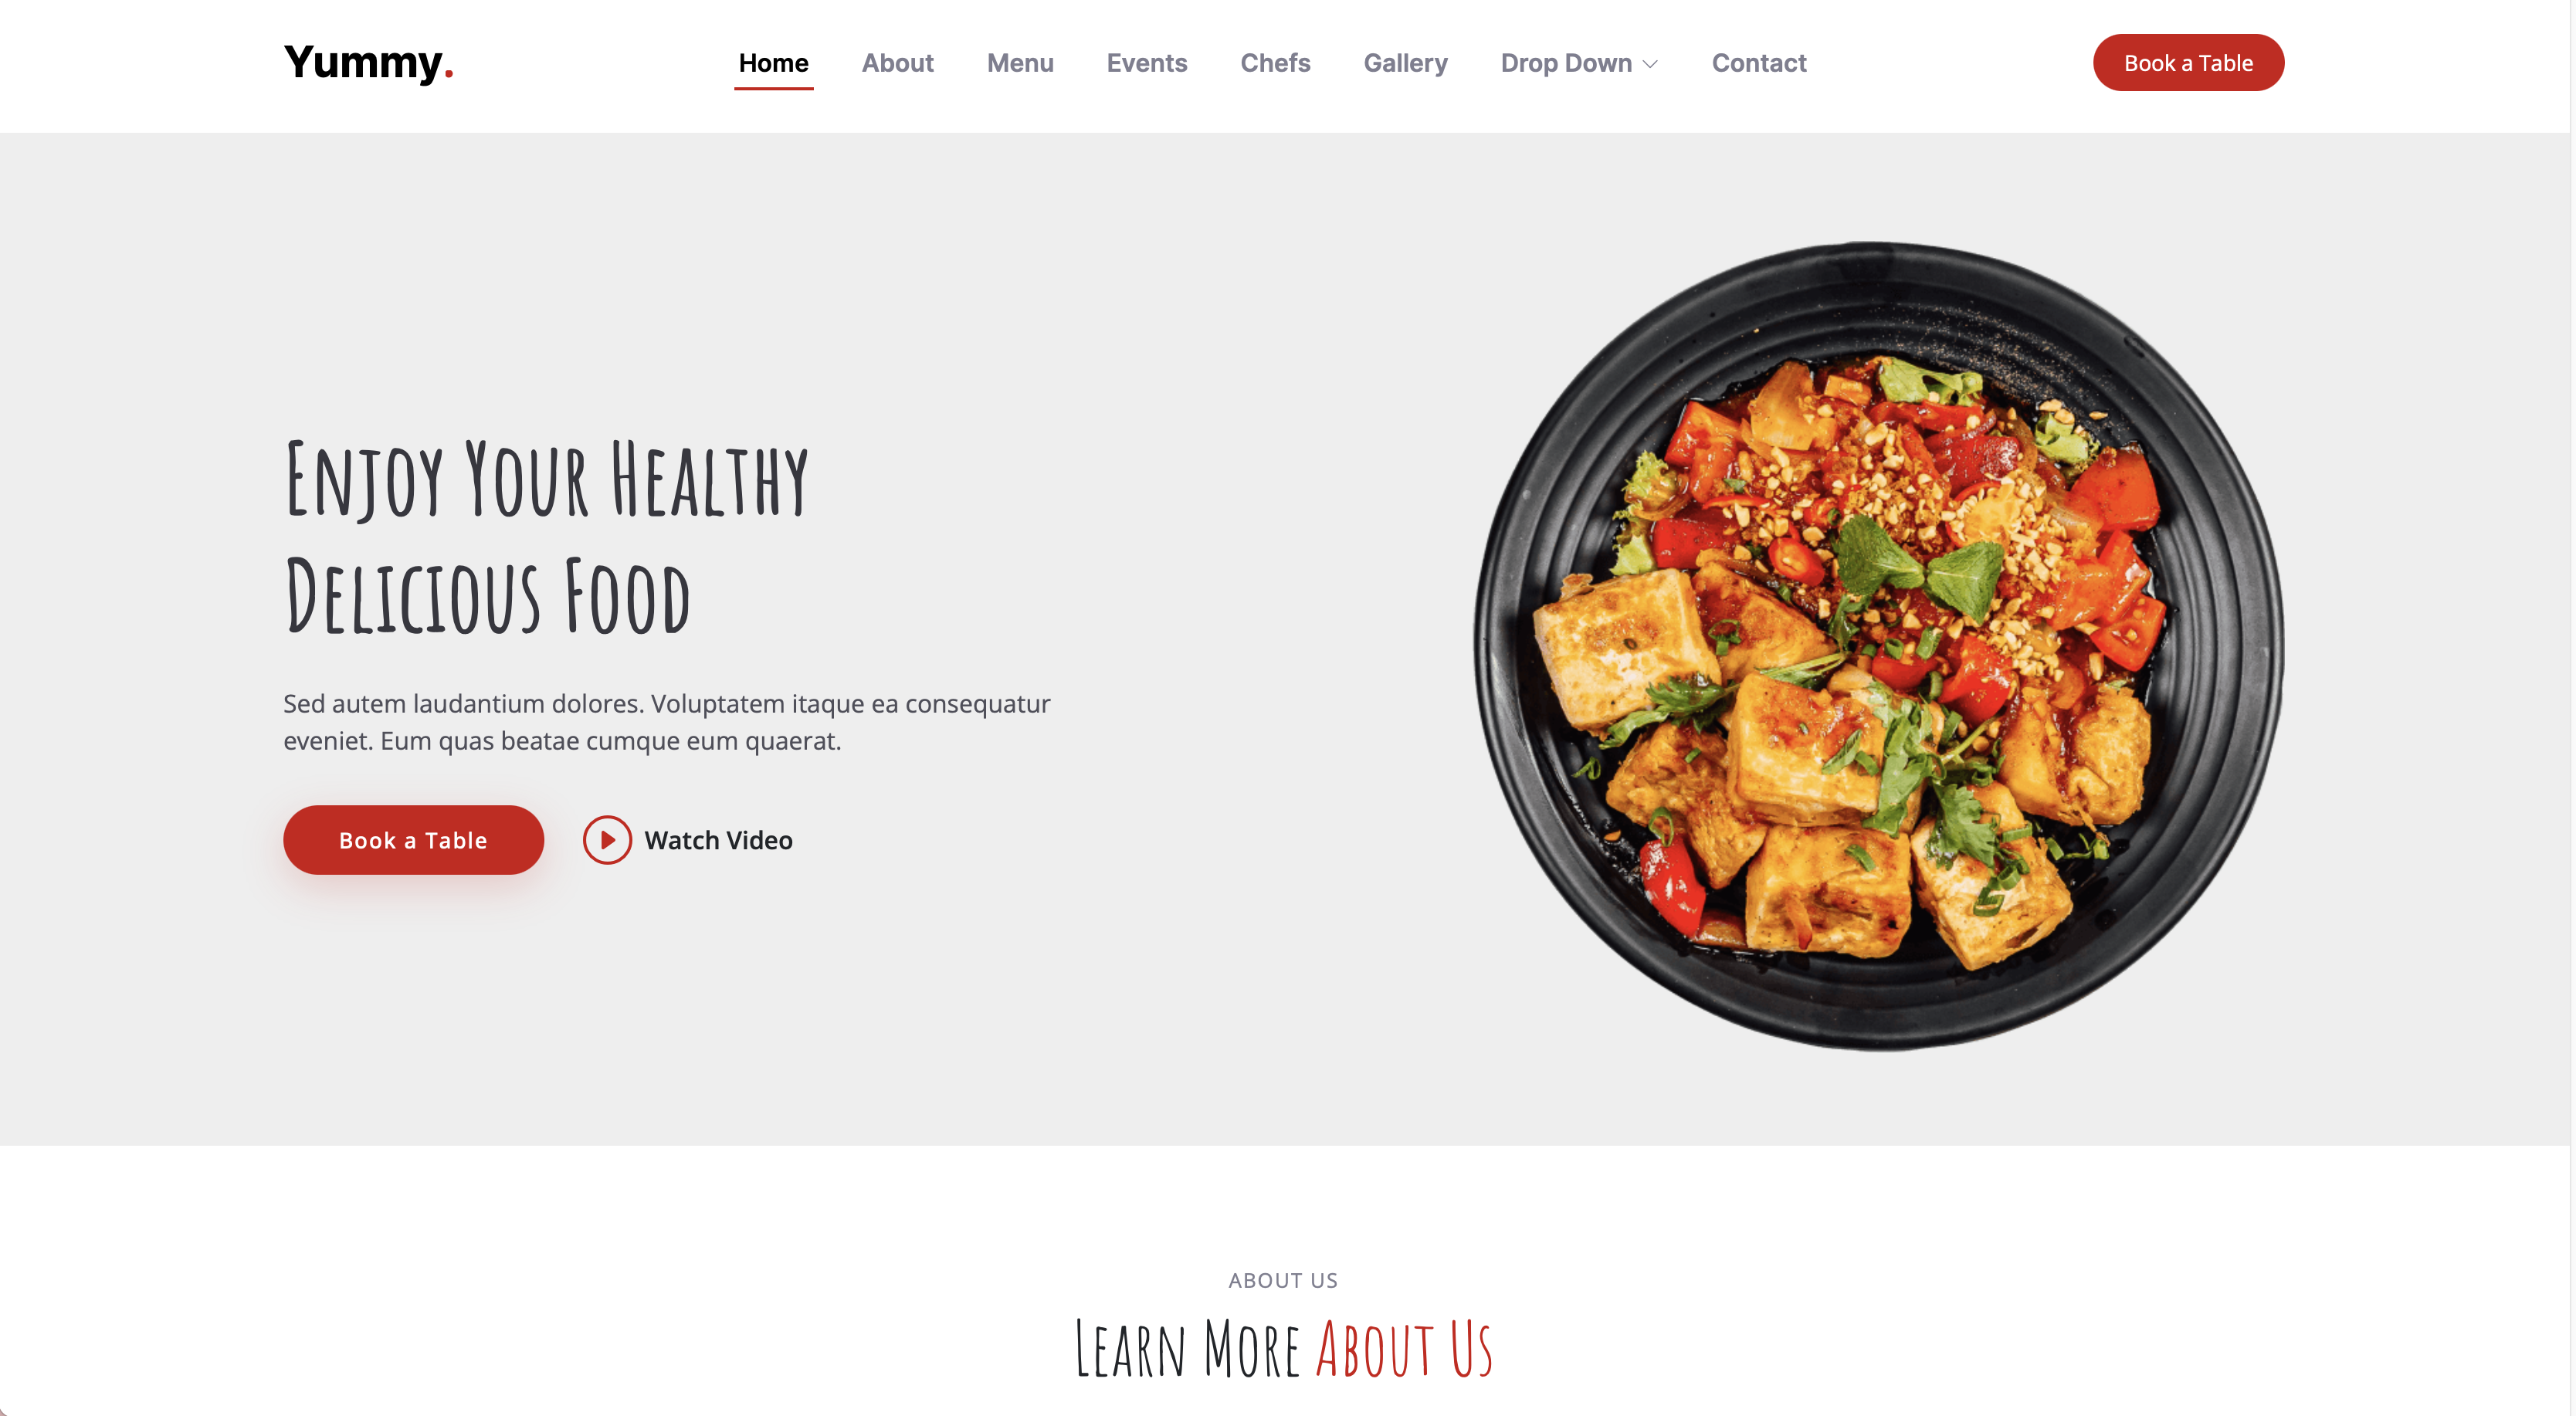 Yummy.
Home
About
Menu
Events
Chefs
Gallery
Drop Down
Contact
Book a Table
Enjoy Your Healthy
Delicious Food
Sed autem laudantium dolores. Voluptatem itaque ea consequatur
eveniet. Eum quas beatae cumque eum quaerat.
Book a Table
Watch Video
ABOUT US
Learn More About Us